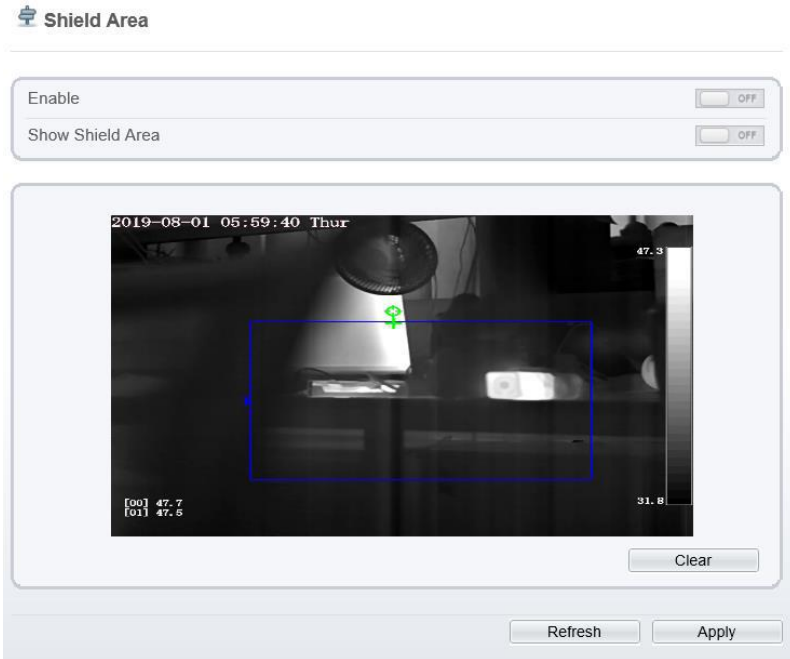 Shield Area
Enable OFF
Show Shield Area OFF
2019-08-01 05:59:40 Thur
47.3
[00] 47.7
[01] 47.5
31.8
Clear
Refresh Apply